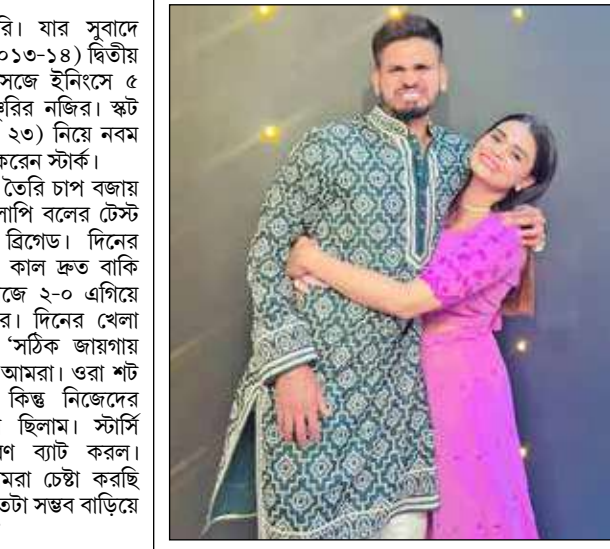 রি। যার সুবাদে
০১৩-১৪) দ্বিতীয়
সেজে ইনিংসে ৫
রির নজির। স্কট
২৩) নিয়ে নবম
করেন স্টার্ক।
তৈরি চাপ বজায়
লাপি বলের টেস্ট
ব্রিগেড। দিনের
কাল দ্রুত বাকি
জে ২-০ এগিয়ে
র। দিনের খেলা
‘সঠিক জায়গায়
আমরা। ওরা শট
কিন্তু নিজেদের
ছিলাম। স্টার্সি
রণ ব্যাট করল।
মরা চেষ্টা করছি
তটা সম্ভব বাড়িয়ে